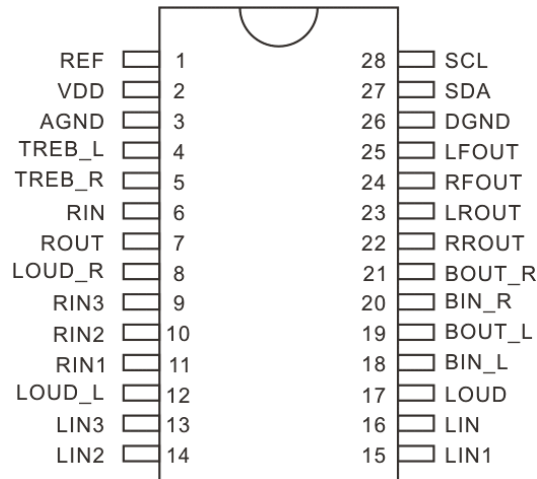 REF 1 28 SCL
VDD 2 27 SDA
AGND 3 26 DGND
TREB_L 4 25 LFOUT
TREB_R 5 24 RFOUT
RIN 6 23 LROUT
ROUT 7 22 RROUT
LOUD_R 8 21 BOUT_R
RIN3 9 20 BIN_R
RIN2 10 19 BOUT_L
RIN1 11 18 BIN_L
LOUD_L 12 17 LOUD
LIN3 13 16 LIN
LIN2 14 15 LIN1